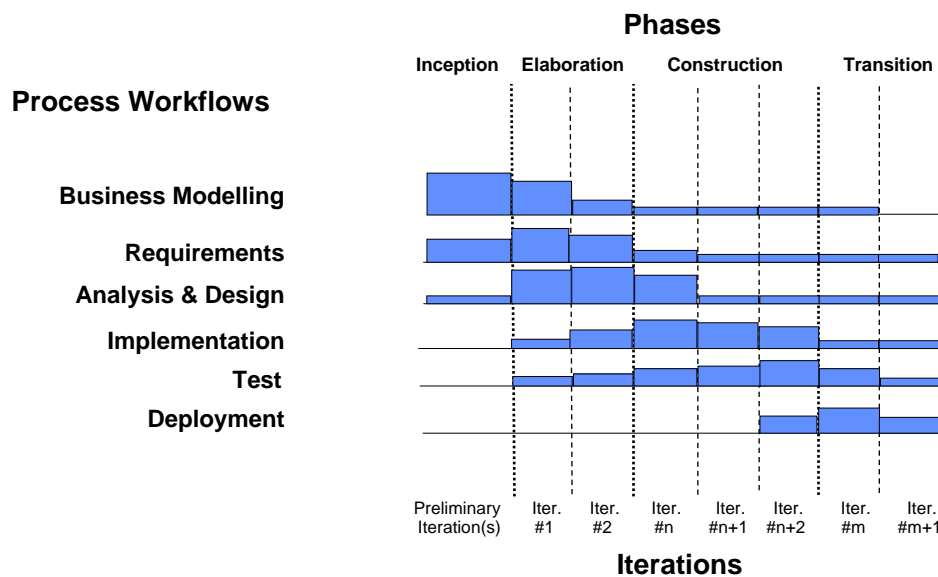 Phases
Inception Elaboration Construction Transition
Process Workflows
Business Modelling
Requirements
Analysis & Design
Implementation
Test
Deployment
Preliminary Iter. Iter. Iter. Iter. Iter. Iter. Iter.
Iteration(s) #1 #2 #n #n+1 #n+2 #m #m+1
Iterations